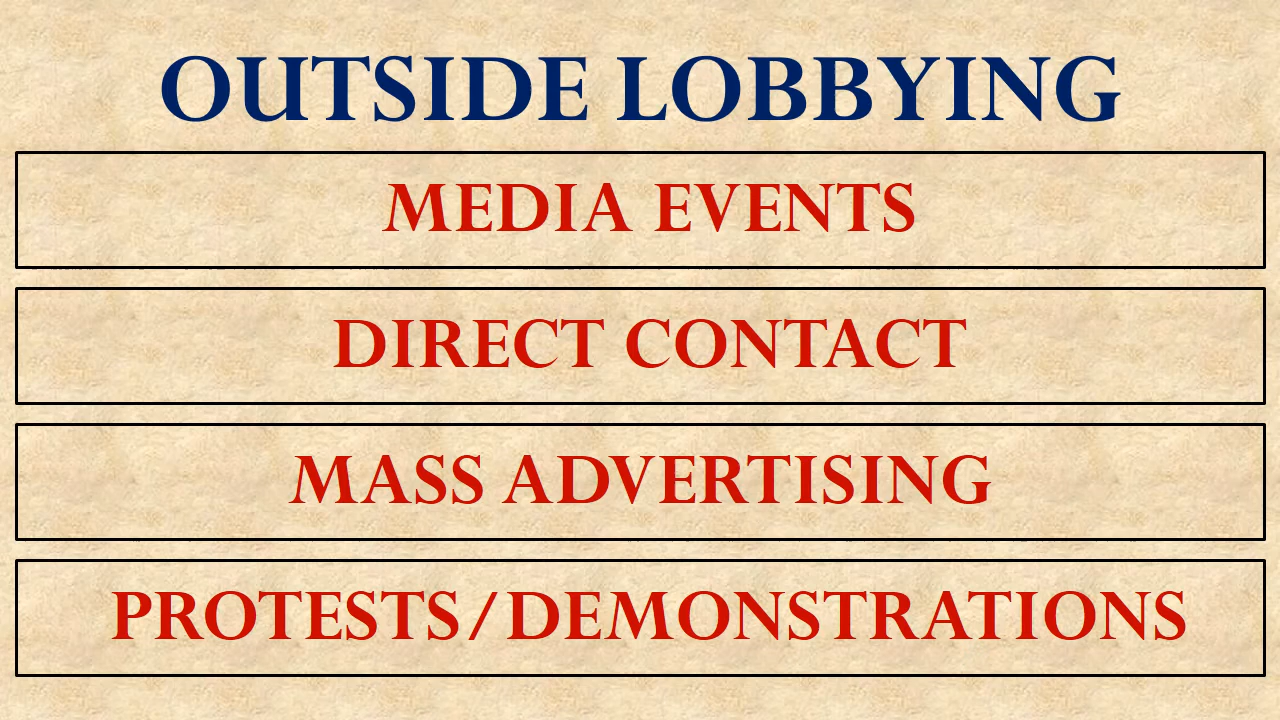 OUTSIDE LOBBYING
MEDIA EVENTS
DIRECT CONTACT
MASS ADVERTISING
PROTESTS/DEMONSTRATIONS